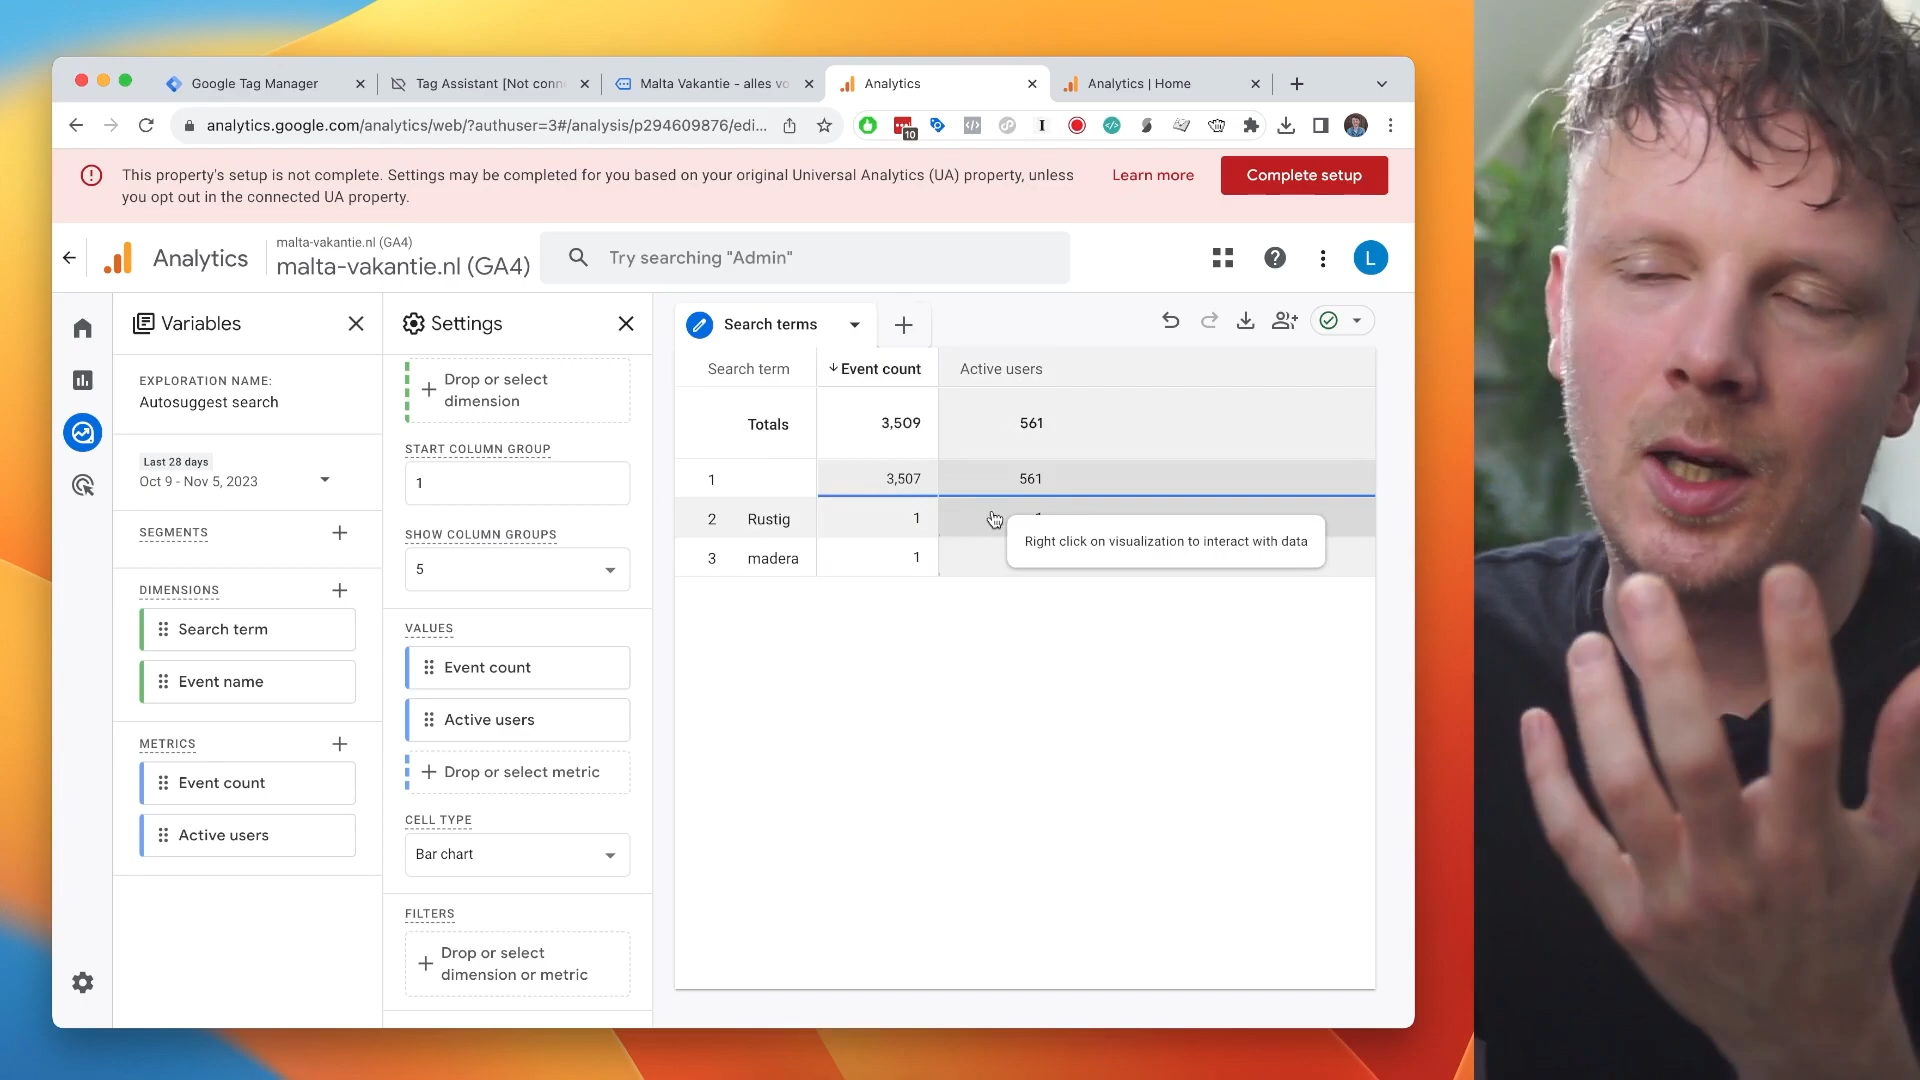 Google Tag Manager
Tag Assistant [Not conn
Malta Vakantie - alles vo
Analytics
Analytics | Home
analytics.google.com/analytics/web/?authuser=3#/analysis/p294609876/edi...
10
This property's setup is not complete. Settings may be completed for you based on your original Universal Analytics (UA) property, unless
you opt out in the connected UA property.
Learn more
Complete setup
Analytics
malta-vakantie.nl (GA4)
malta-vakantie.nl (GA4)
Try searching "Admin"
L
Variables
EXPLORATION NAME:
Autosuggest search
Last 28 days
Oct 9 - Nov 5, 2023
SEGMENTS
DIMENSIONS
Search term
Event name
METRICS
Event count
Active users
Settings
Drop or select
dimension
START COLUMN GROUP
1
SHOW COLUMN GROUPS
5
VALUES
Event count
Active users
Drop or select metric
CELL TYPE
Bar chart
FILTERS
Drop or select
dimension or metric
Search terms
Search term Event count Active users
Totals 3,509 561
1 3,507 561
2 Rustig 1
3 madera 1
Right click on visualization to interact with data